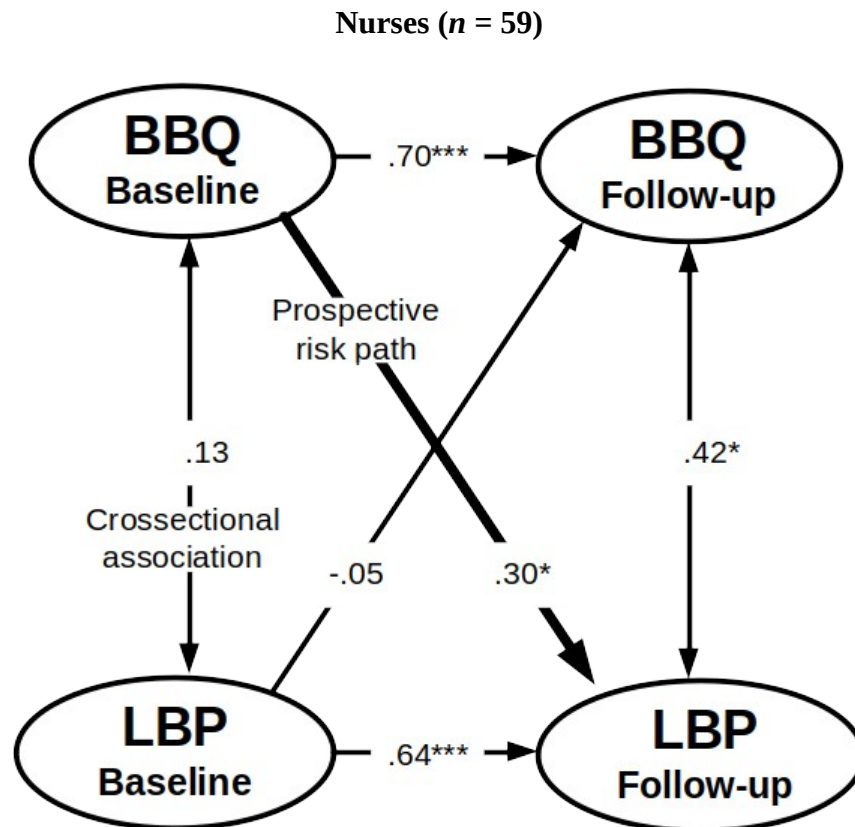 Nurses (n = 59)
BBQ
Baseline
.70***
BBQ
Follow-up
Prospective
risk path
.13
.42*
Crossectional
association
-.05
.30*
LBP
Baseline
.64***
LBP
Follow-up